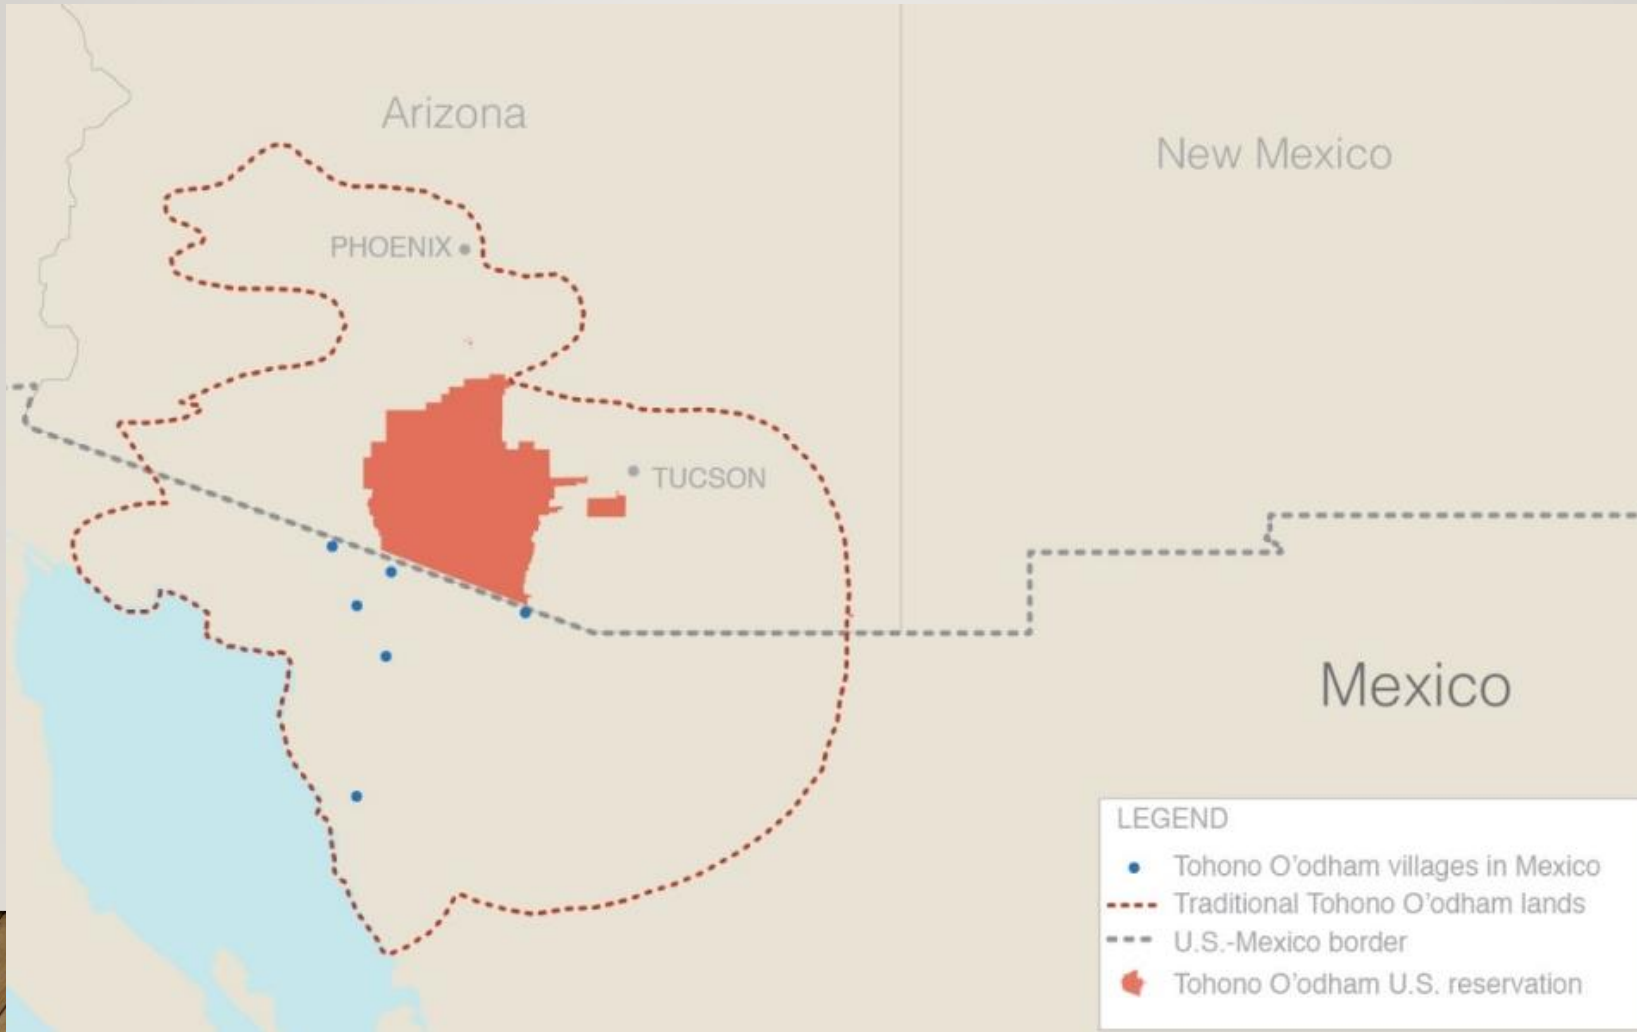 Arizona
New Mexico
PHOENIX
TUCSON
Mexico
LEGEND
Tohono O'odham villages in Mexico
Traditional Tohono O'odham lands
U.S.-Mexico border
Tohono O'odham U.S. reservation